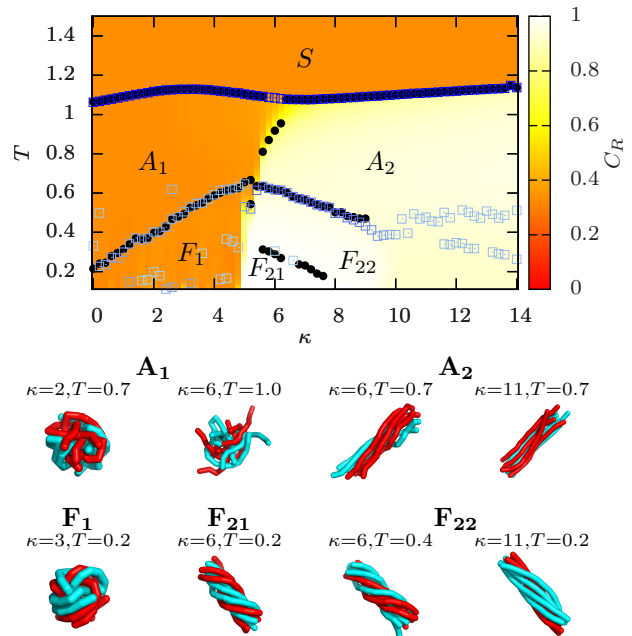 1.4
1.2
1
0.8
0.6
0.4
0.2
T
S
A₁
A₂
F₁
F₂₁
F₂₂
0
2
4
6
8
10
12
14
κ
1
0.8
0.6
0.4
0.2
0
C_R
A₁
A₂
κ=2,T=0.7
κ=6,T=1.0
κ=6,T=0.7
κ=11,T=0.7
F₁
F₂₁
F₂₂
κ=3,T=0.2
κ=6,T=0.2
κ=6,T=0.4
κ=11,T=0.2